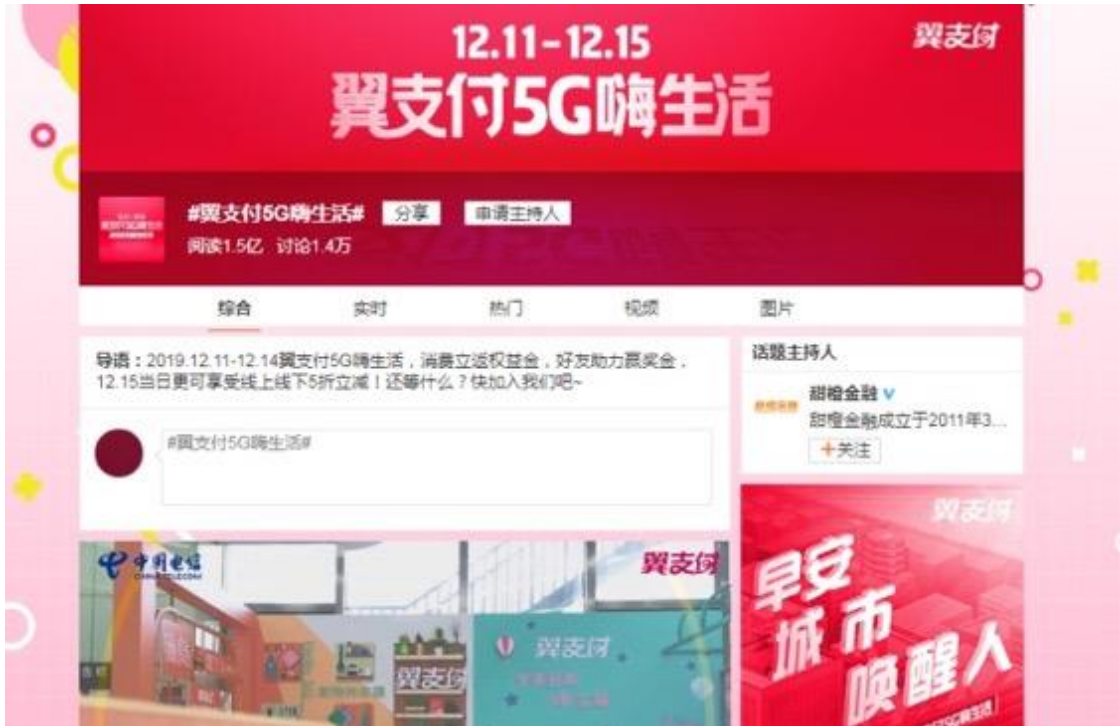 12.11-12.15
翼支付
翼支付5G嗨生活
#翼支付5G嗨生活# 分享 申请主持人
阅读1.5亿 讨论1.4万
综合 实时 热门 视频 图片
导语：2019.12.11-12.14翼支付5G嗨生活，消费立返权益金，好友助力赢奖金，
12.15当日更可享受线上线下5折立减！还等什么？快加入我们吧~
#翼支付5G嗨生活#
话题主持人
甜橙金融
甜橙金融成立于2011年3...
+关注
中国电信
CHINA TELECOM
翼支付
翼支付
翼支付
翼支付
早安
城市
唤醒人